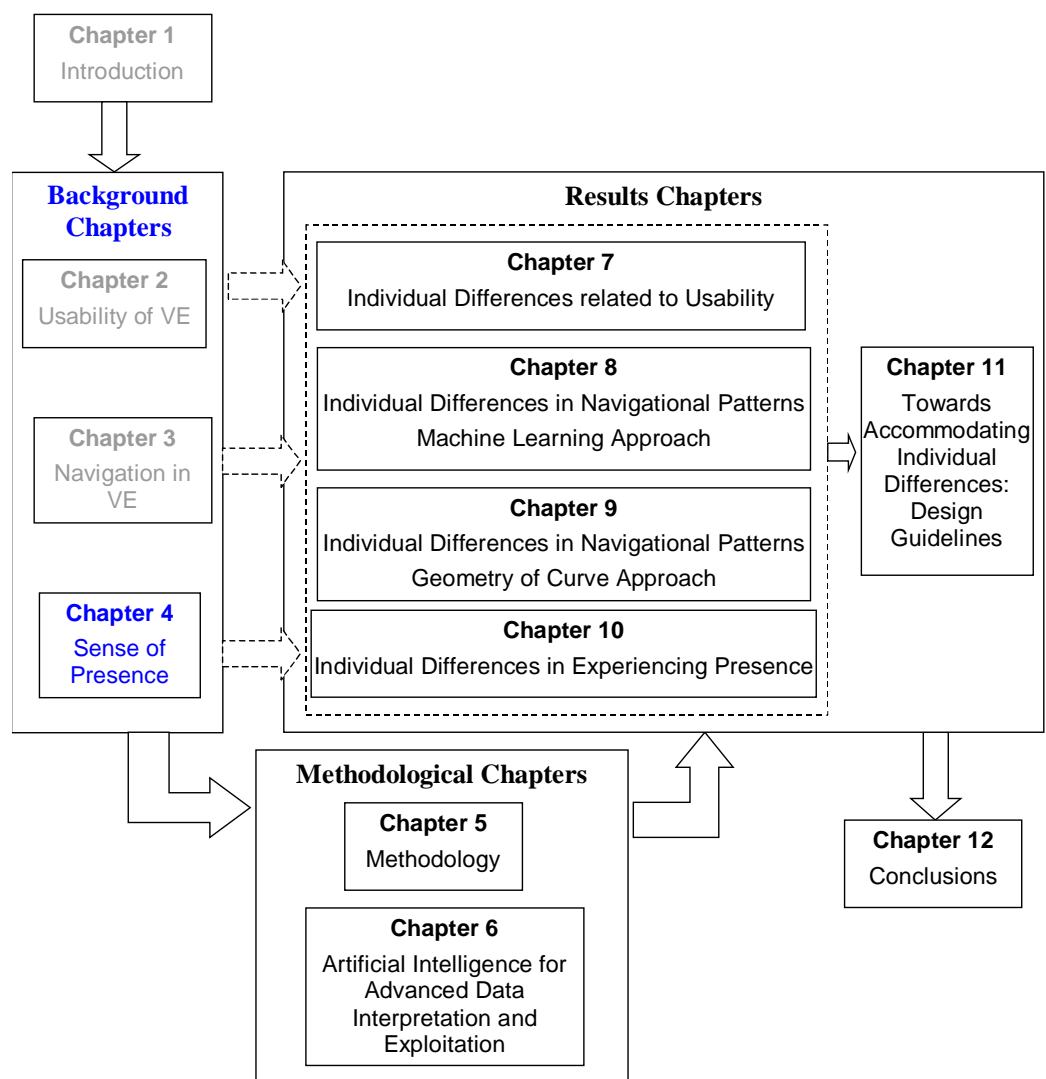 Chapter 1
Introduction
Background
Chapters
Chapter 2
Usability of VE
Chapter 3
Navigation in
VE
Chapter 4
Sense of
Presence
Results Chapters
Chapter 7
Individual Differences related to Usability
Chapter 8
Individual Differences in Navigational Patterns
Machine Learning Approach
Chapter 9
Individual Differences in Navigational Patterns
Geometry of Curve Approach
Chapter 10
Individual Differences in Experiencing Presence
Chapter 11
Towards
Accommodating
Individual
Differences:
Design
Guidelines
Methodological Chapters
Chapter 5
Methodology
Chapter 6
Artificial Intelligence for
Advanced Data
Interpretation and
Exploitation
Chapter 12
Conclusions